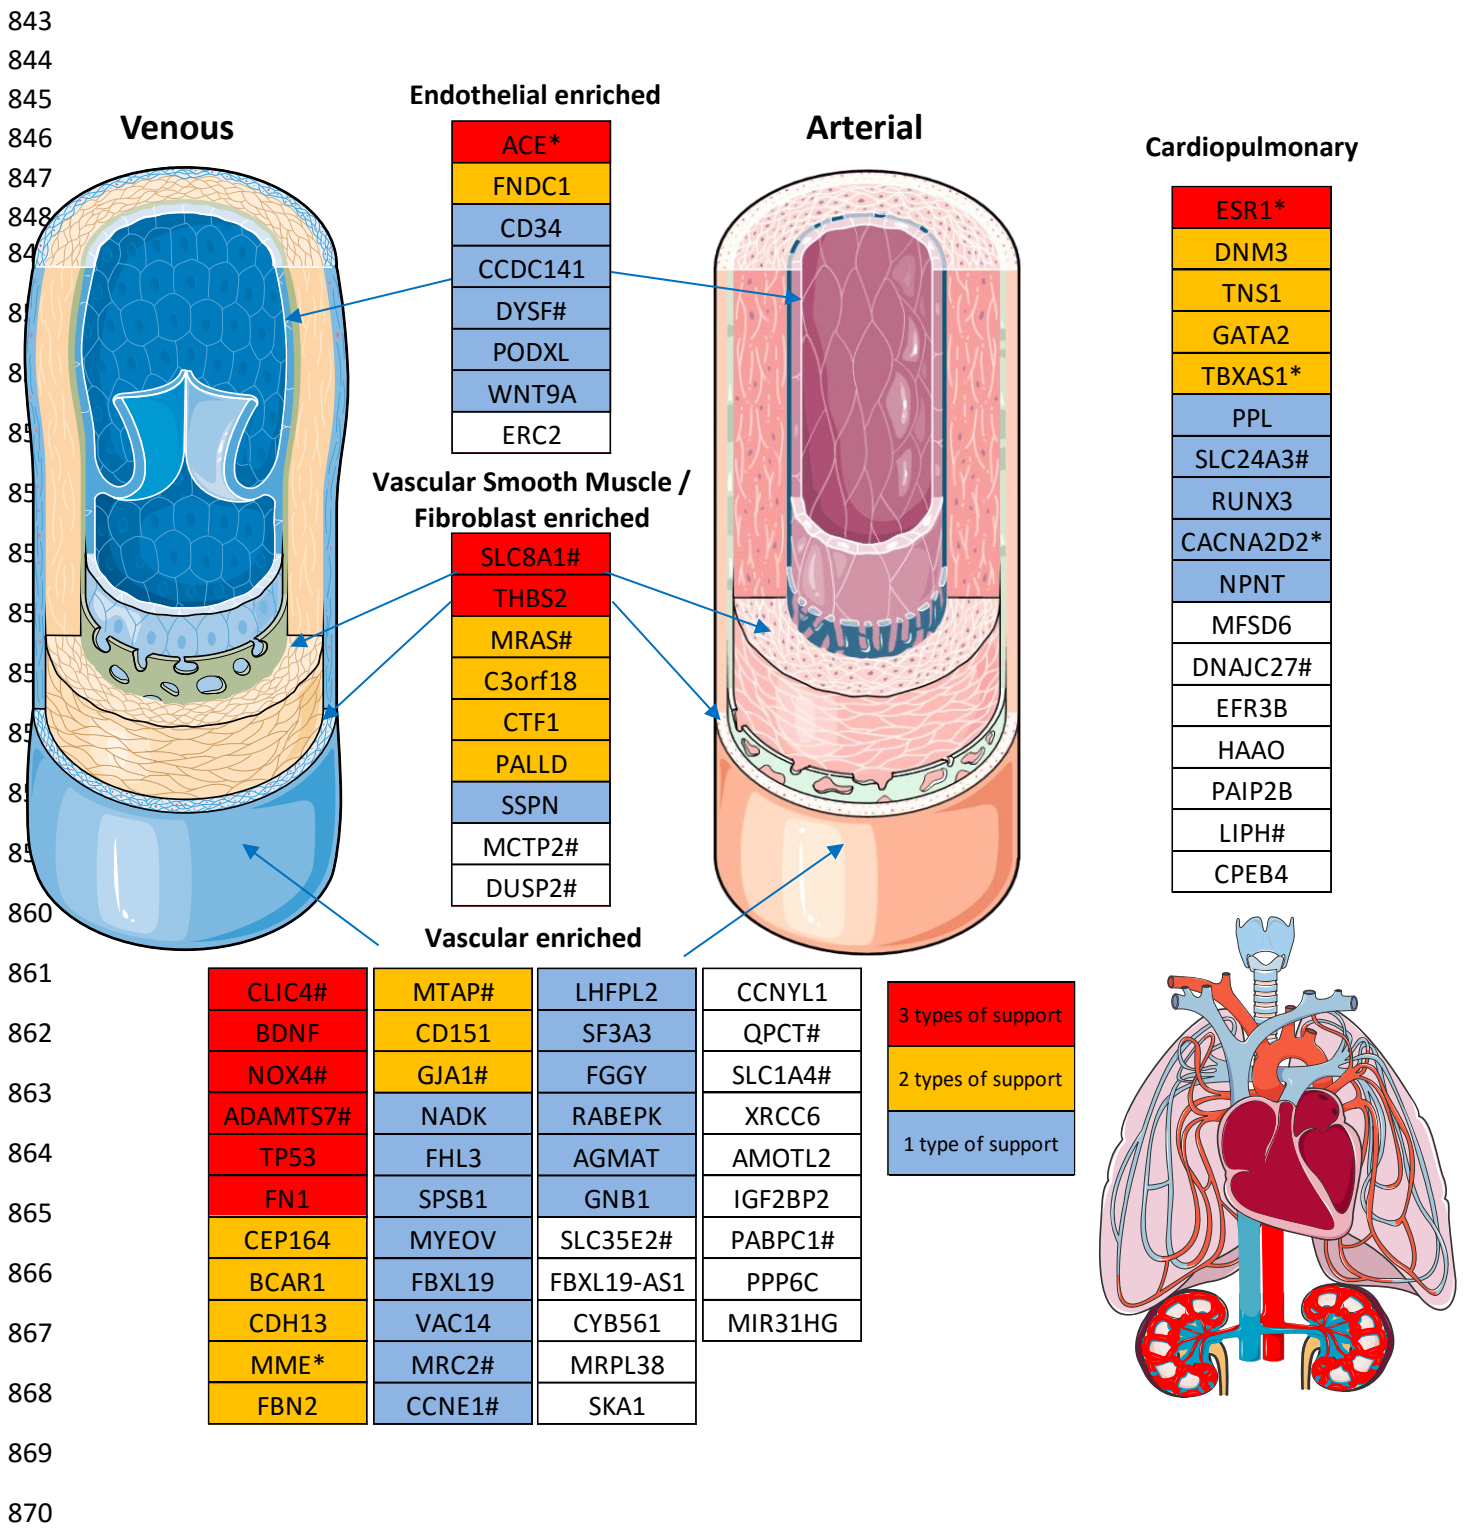 843
844
845
846
847
848
860
861
862
863
864
865
866
867
868
869
870
Venous
Arterial
Endothelial enriched
ACE*
FNDC1
CD34
CCDC141
DYSF#
PODXL
WNT9A
ERC2
Vascular Smooth Muscle /
Fibroblast enriched
SLC8A1#
THBS2
MRAS#
C3orf18
CTF1
PALLD
SSPN
MCTP2#
DUSP2#
Cardiopulmonary
ESR1*
DNM3
TNS1
GATA2
TBXAS1*
PPL
SLC24A3#
RUNX3
CACNA2D2*
NPNT
MFSD6
DNAJC27#
EFR3B
HAAO
PAIP2B
LIPH#
CPEB4
Vascular enriched
CLIC4#
BDNF
NOX4#
ADAMTS7#
TP53
FN1
CEP164
BCAR1
CDH13
MME*
FBN2
MTAP#
CD151
GJA1#
NADK
FHL3
SPSB1
MYEOV
FBXL19
VAC14
MRC2#
CCNE1#
LHFPL2
SF3A3
FGGY
RABEPK
AGMAT
GNB1
SLC35E2#
FBXL19-AS1
CYB561
MRPL38
SKA1
CCNYL1
QPCT#
SLC1A4#
XRCC6
AMOTL2
IGF2BP2
PABPC1#
PPP6C
MIR31HG
3 types of support
2 types of support
1 type of support